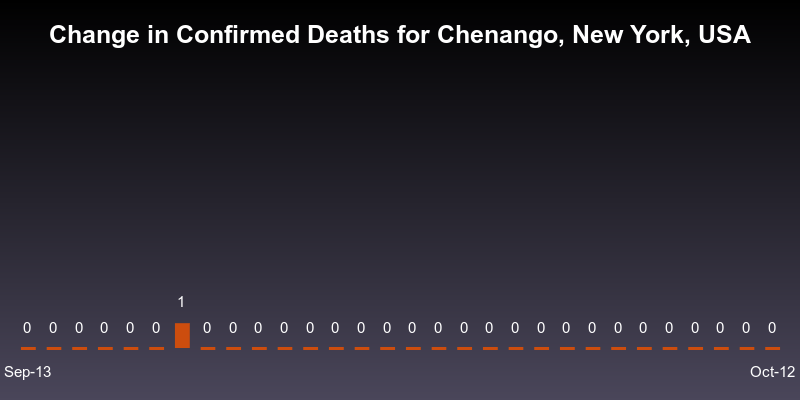 Change in Confirmed Deaths for Chenango, New York, USA
1
0 0 0 0 0 0 0 0 0 0 0 0 0 0 0 0 0 0 0 0 0 0 0 0 0 0 0 0 0
Sep-13 Oct-12